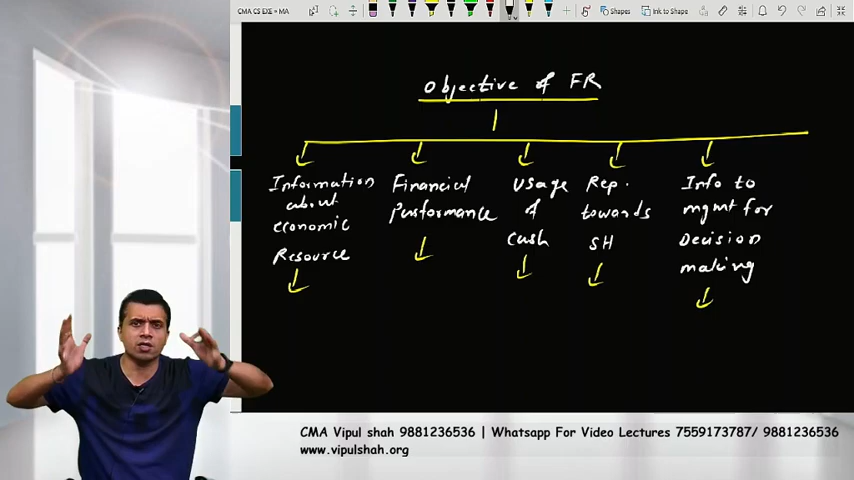 CMA CS EXE + MA
Shapes
Ink to Shape
Objective of FR
Information
about
economic
Resource
Financial
Performance
Usage
of
Cash
Rep.
towards
SH
Info to
mgmt for
Decision
making
CMA Vipul shah 9881236536 | Whatsapp For Video Lectures 7559173787/ 9881236536
www.vipulshah.org